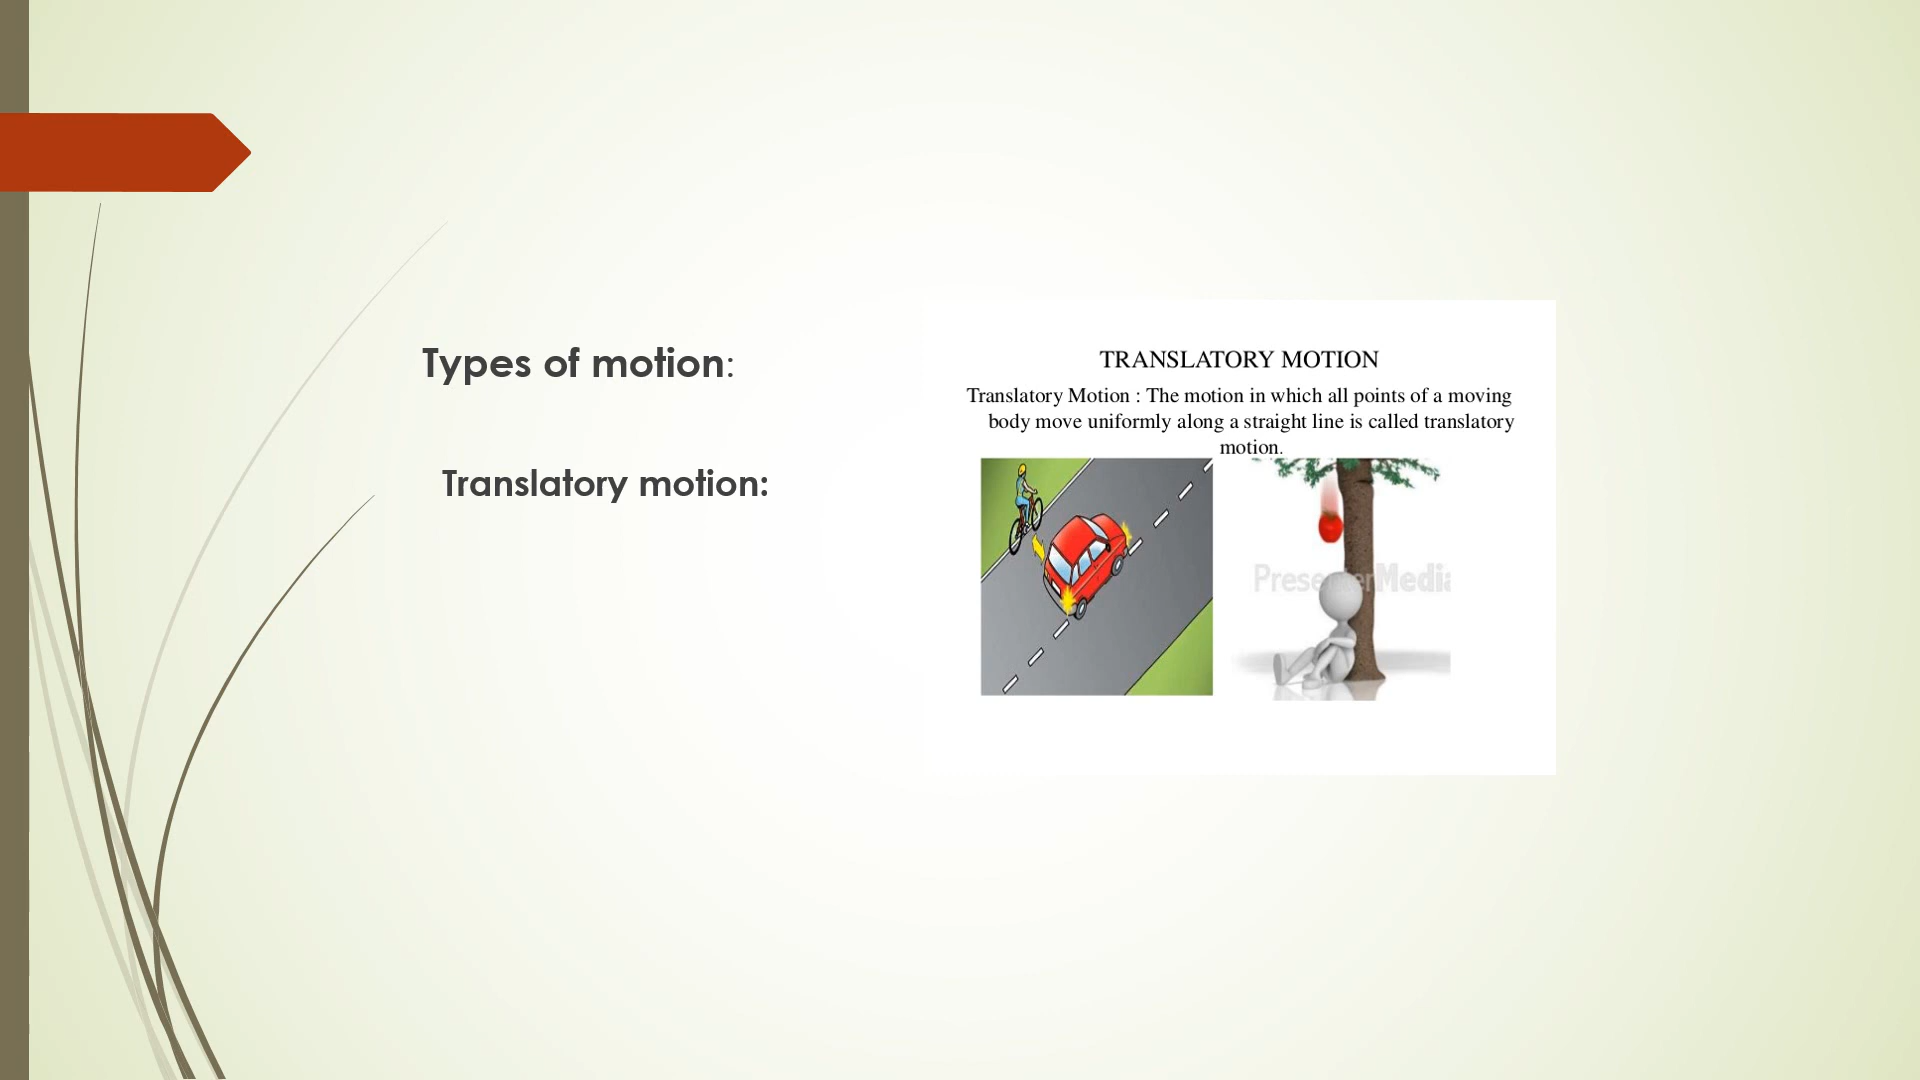 Types of motion:
Translatory motion:
TRANSLATORY MOTION
Translatory Motion : The motion in which all points of a moving
body move uniformly along a straight line is called translatory
motion.
PresenterMedia